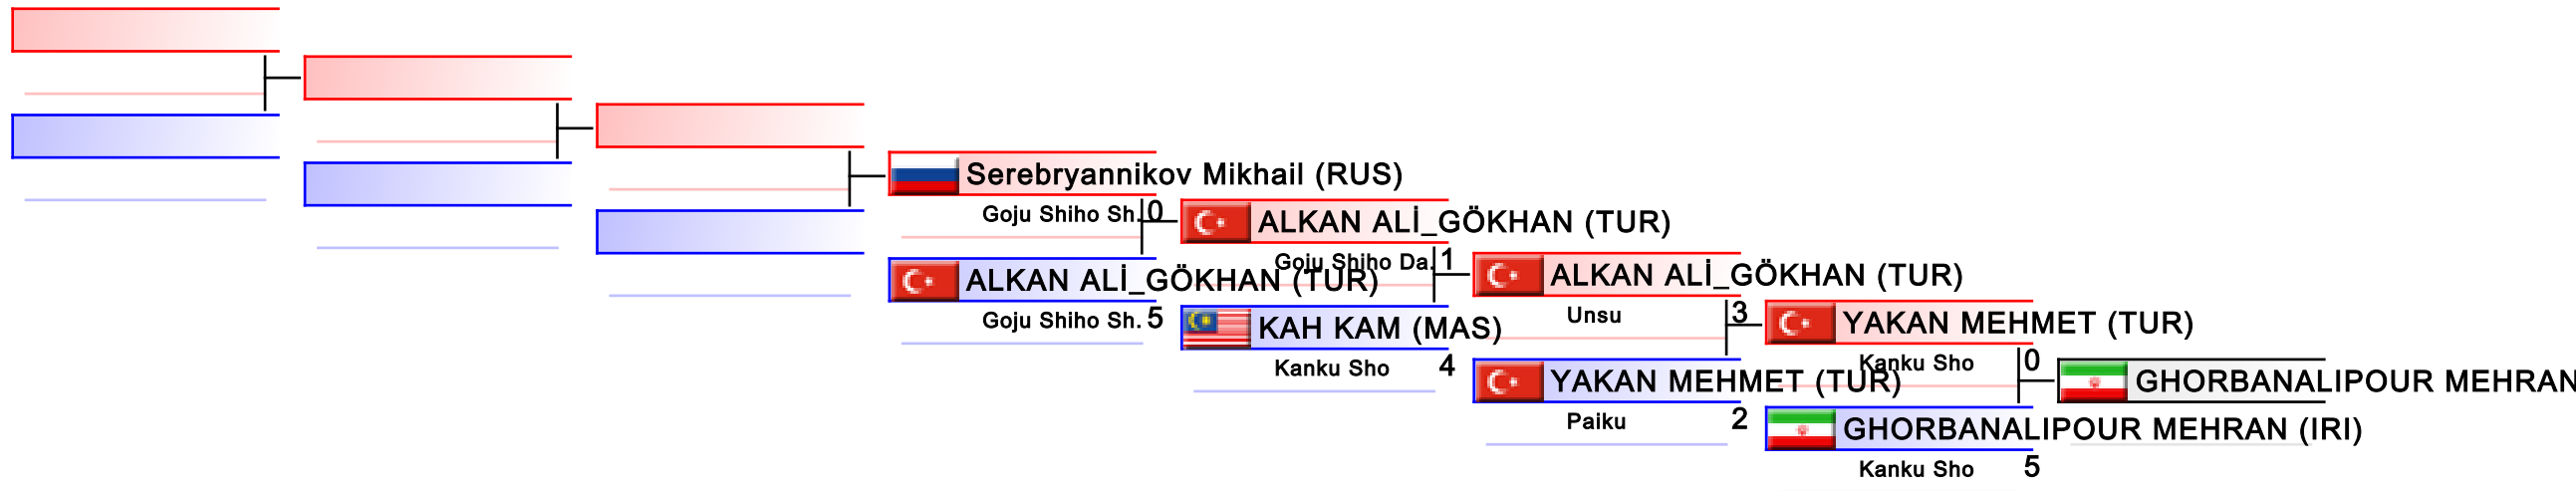 Serebryannikov Mikhail (RUS)
Goju Shiho Sh. 0
ALKAN ALİ_GÖKHAN (TUR)
Goju Shiho Sh. 5
ALKAN ALİ_GÖKHAN (TUR)
Goju Shiho Da. 1
KAH KAM (MAS)
Kanku Sho 4
ALKAN ALİ_GÖKHAN (TUR)
Unsu 3
YAKAN MEHMET (TUR)
Paiku 2
YAKAN MEHMET (TUR)
Kanku Sho 0
GHORBANALIPOUR MEHRAN (IRI)
Kanku Sho 5
GHORBANALIPOUR MEHRAN